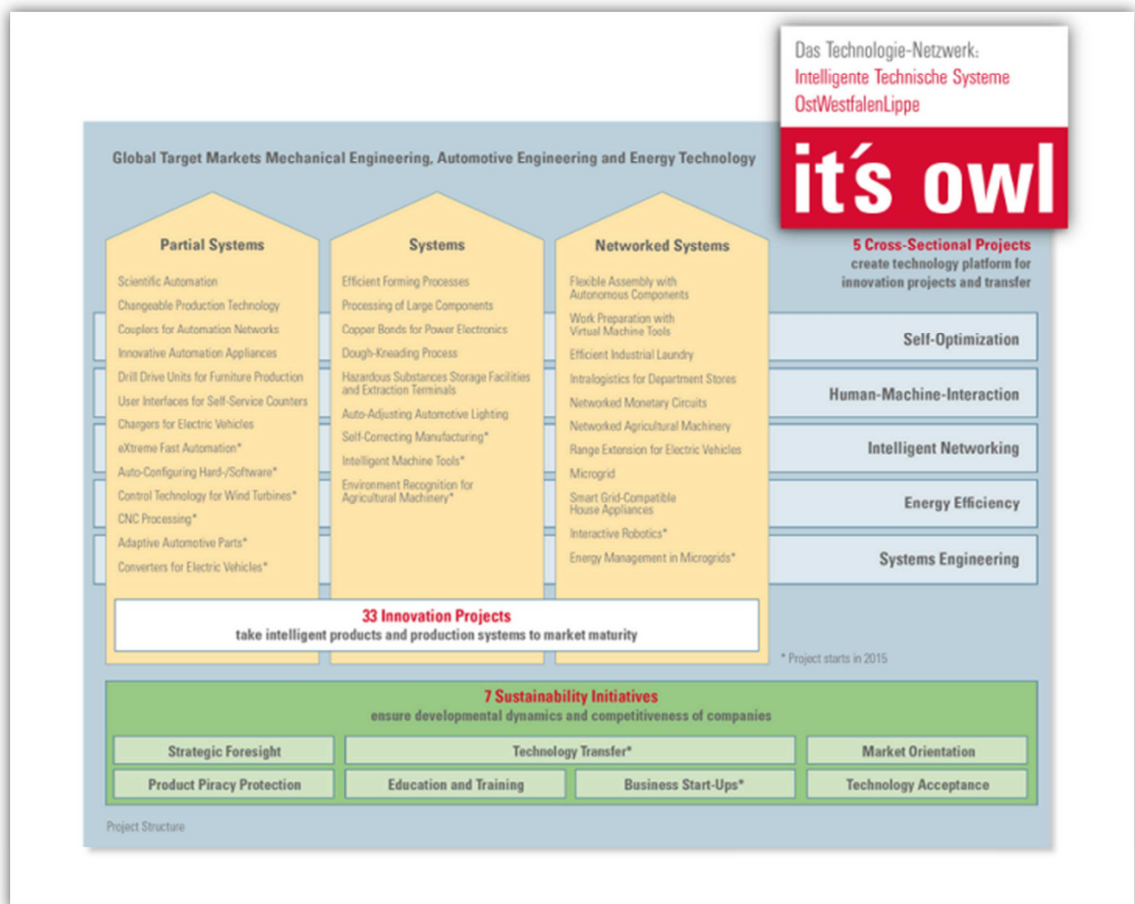 Das Technologie-Netzwerk:
Intelligente Technische Systeme
OstWestfalenLippe
it´s owl
Global Target Markets Mechanical Engineering, Automotive Engineering and Energy Technology
Partial Systems
Scientific Automation
Changeable Production Technology
Couplers for Automation Networks
Innovative Automation Appliances
Drill Drive Units for Furniture Production
User Interfaces for Self-Service Counters
Chargers for Electric Vehicles
eXtreme Fast Automation*
Auto-Configuring Hard-/Software*
Control Technology for Wind Turbines*
CNC Processing*
Adaptive Automotive Parts*
Converters for Electric Vehicles*
Systems
Efficient Forming Processes
Processing of Large Components
Copper Bonds for Power Electronics
Dough-Kneading Process
Hazardous Substances Storage Facilities
and Extraction Terminals
Auto-Adjusting Automotive Lighting
Self-Correcting Manufacturing*
Intelligent Machine Tools*
Environment Recognition for
Agricultural Machinery*
Networked Systems
Flexible Assembly with
Autonomous Components
Work Preparation with
Virtual Machine Tools
Efficient Industrial Laundry
Intralogistics for Department Stores
Networked Monetary Circuits
Networked Agricultural Machinery
Range Extension for Electric Vehicles
Microgrid
Smart Grid-Compatible
House Appliances
Interactive Robotics*
Energy Management in Microgrids*
5 Cross-Sectional Projects
create technology platform for
innovation projects and transfer
Self-Optimization
Human-Machine-Interaction
Intelligent Networking
Energy Efficiency
Systems Engineering
33 Innovation Projects
take intelligent products and production systems to market maturity
* Project starts in 2015
7 Sustainability Initiatives
ensure developmental dynamics and competitiveness of companies
Strategic Foresight
Technology Transfer*
Market Orientation
Product Piracy Protection
Education and Training
Business Start-Ups*
Technology Acceptance
Project Structure